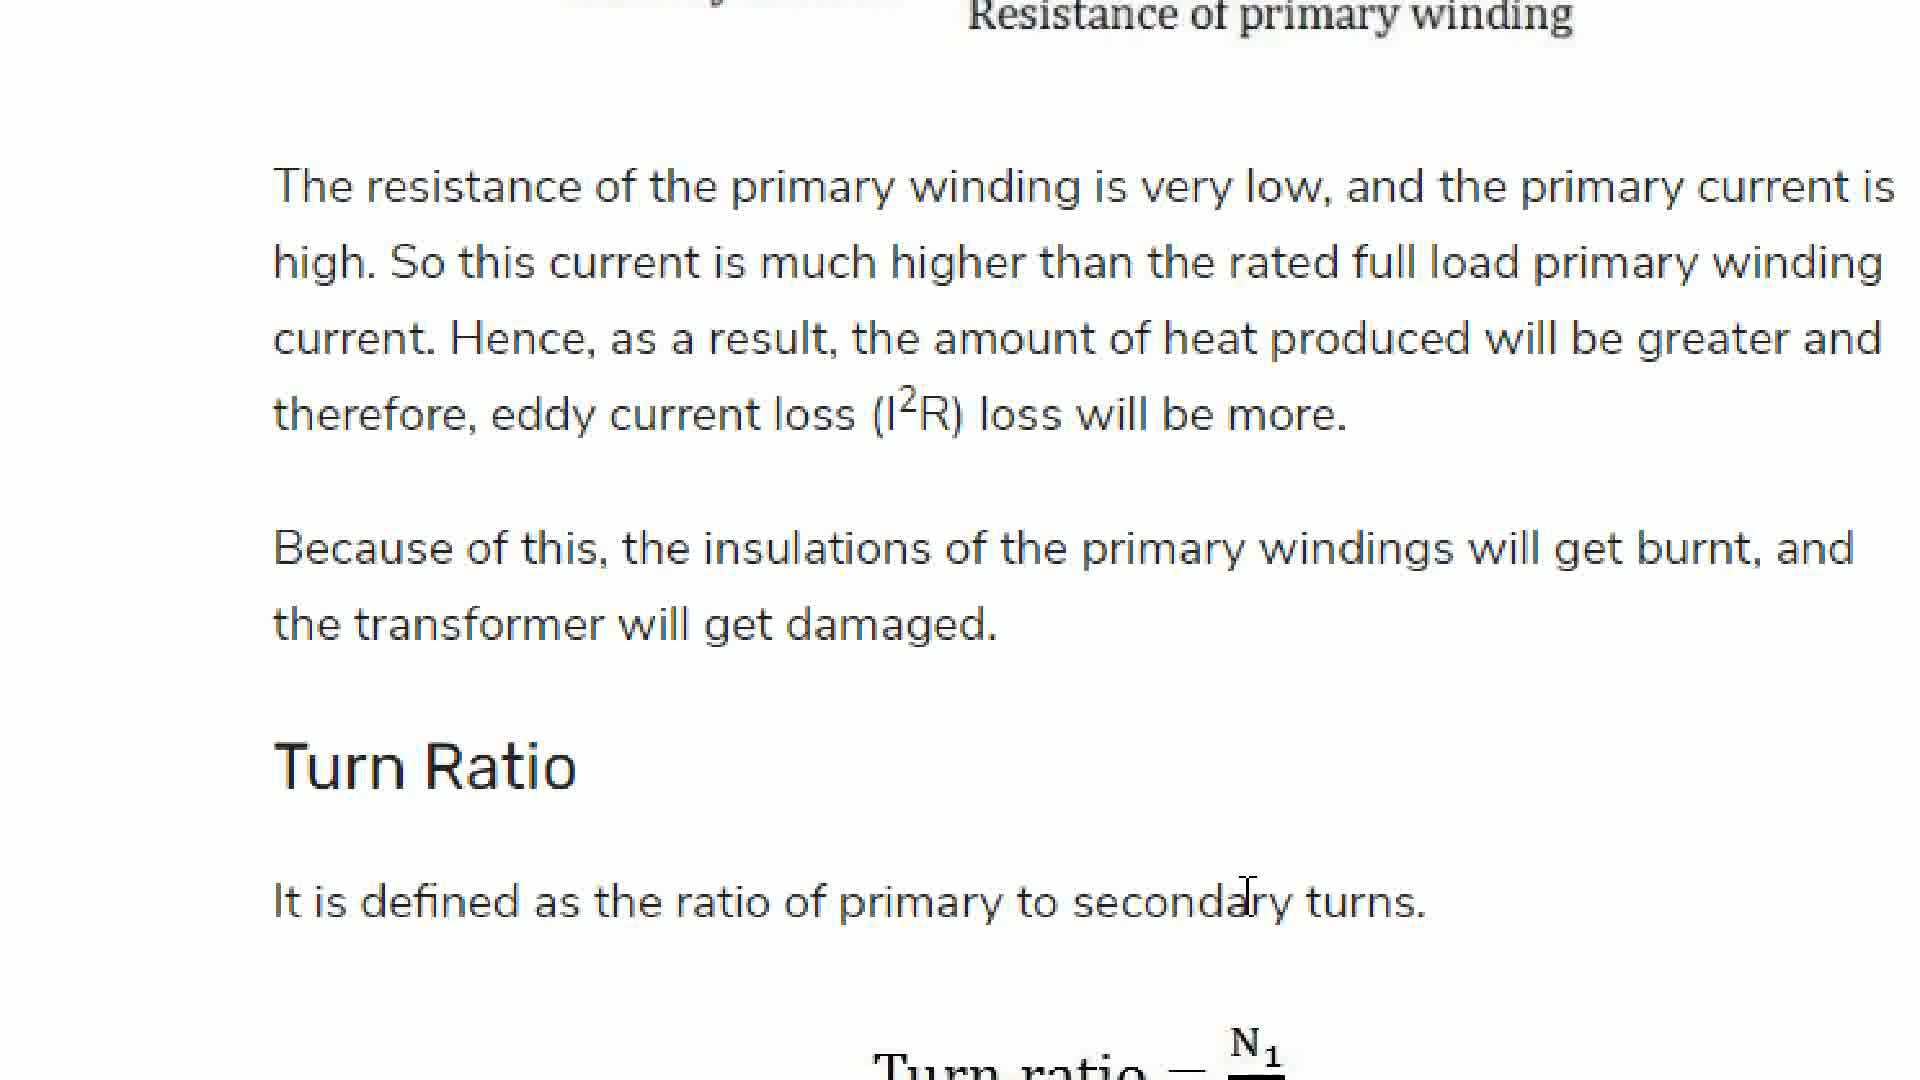 Resistance of primary winding
The resistance of the primary winding is very low, and the primary current is
high. So this current is much higher than the rated full load primary winding
current. Hence, as a result, the amount of heat produced will be greater and
therefore, eddy current loss (I²R) loss will be more.
Because of this, the insulations of the primary windings will get burnt, and
the transformer will get damaged.
Turn Ratio
It is defined as the ratio of primary to secondary turns.
Turn ratio = N₁